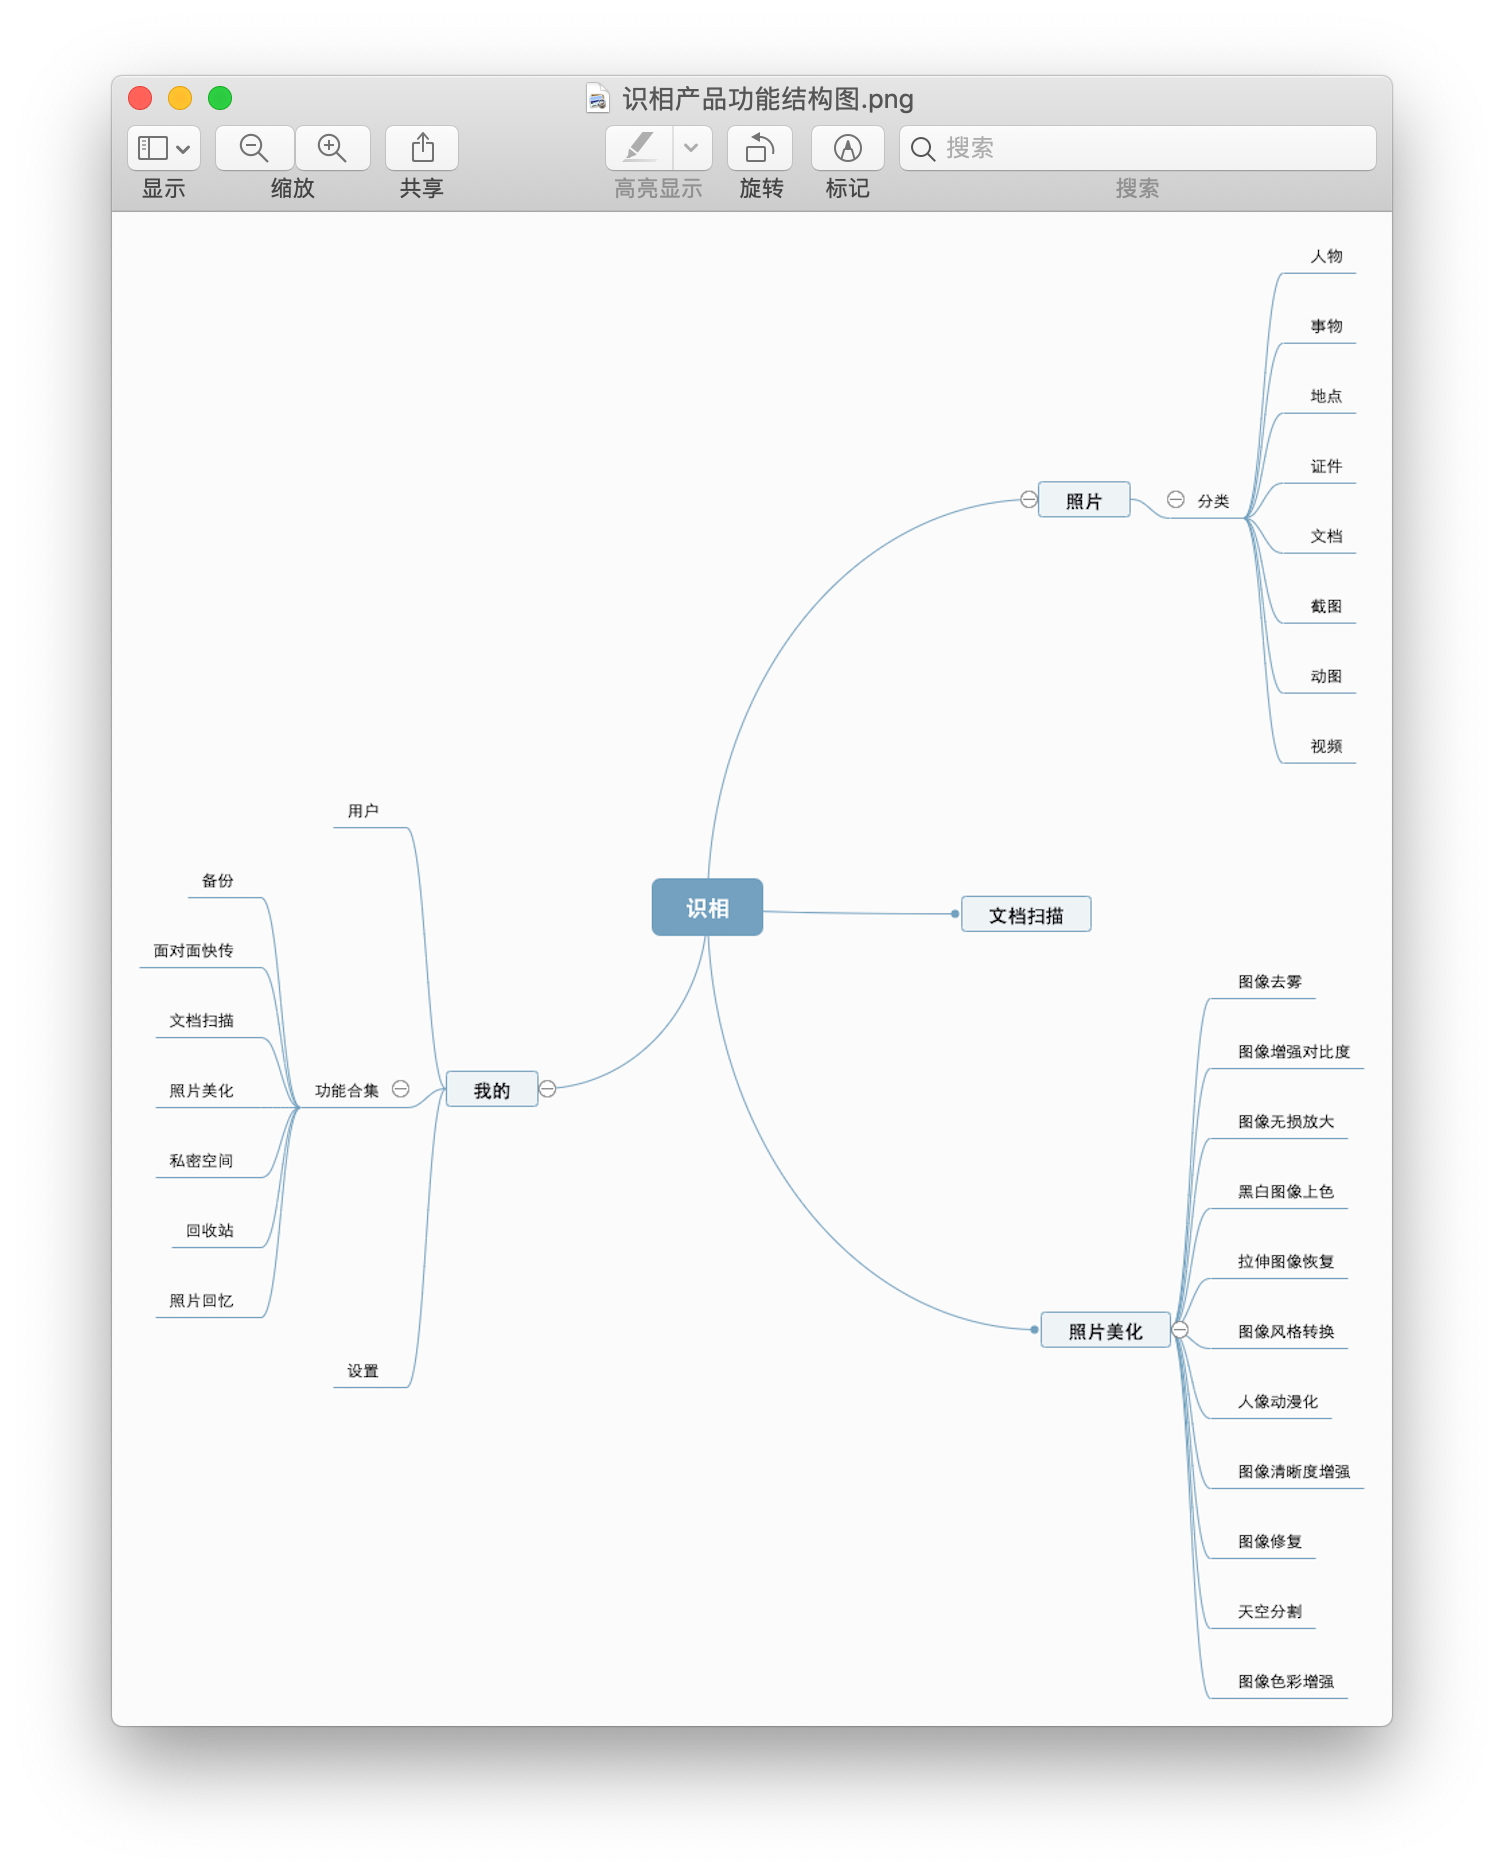 识相产品功能结构图.png
搜索
显示
缩放
共享
高亮显示
旋转
标记
搜索
识相
照片
分类
人物
事物
地点
证件
文档
截图
动图
视频
文档扫描
照片美化
图像去雾
图像增强对比度
图像无损放大
黑白图像上色
拉伸图像恢复
图像风格转换
人像动漫化
图像清晰度增强
图像修复
天空分割
图像色彩增强
我的
用户
功能合集
备份
面对面快传
文档扫描
照片美化
私密空间
回收站
照片回忆
设置